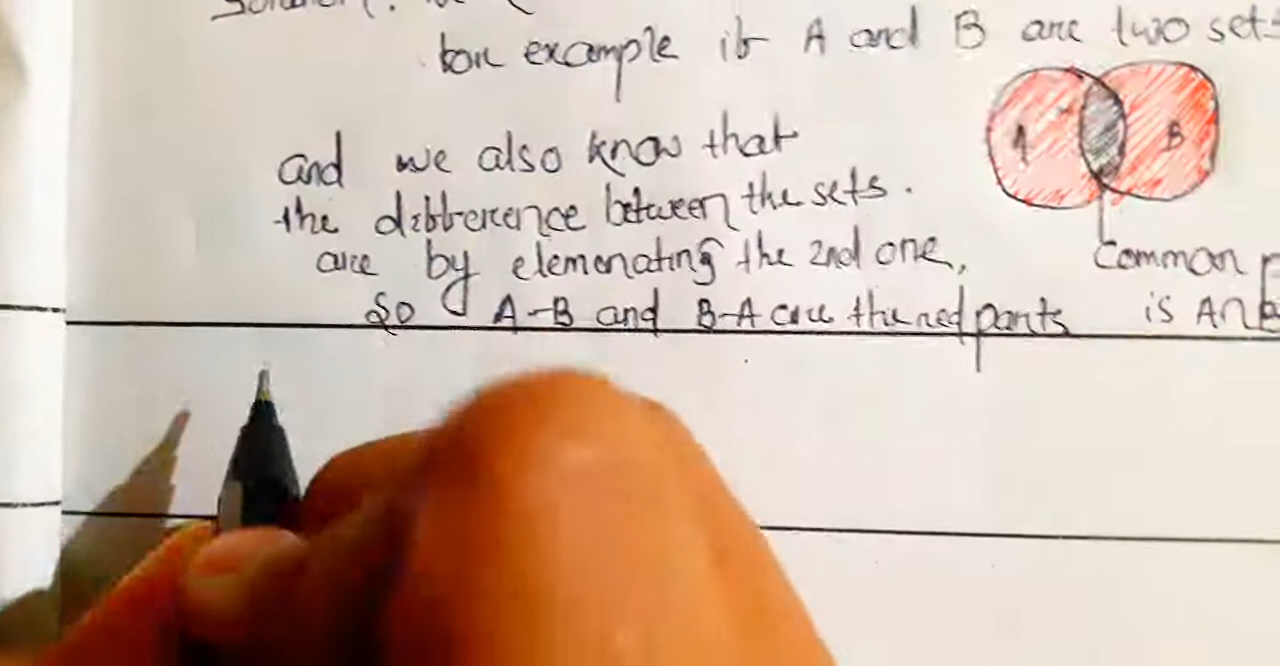 for example if A and B are two sets
A B
and we also know that
the difference between the sets.
are by elemenating the 2nd one,
Common
So A-B and B-A are the red parts is A∩B